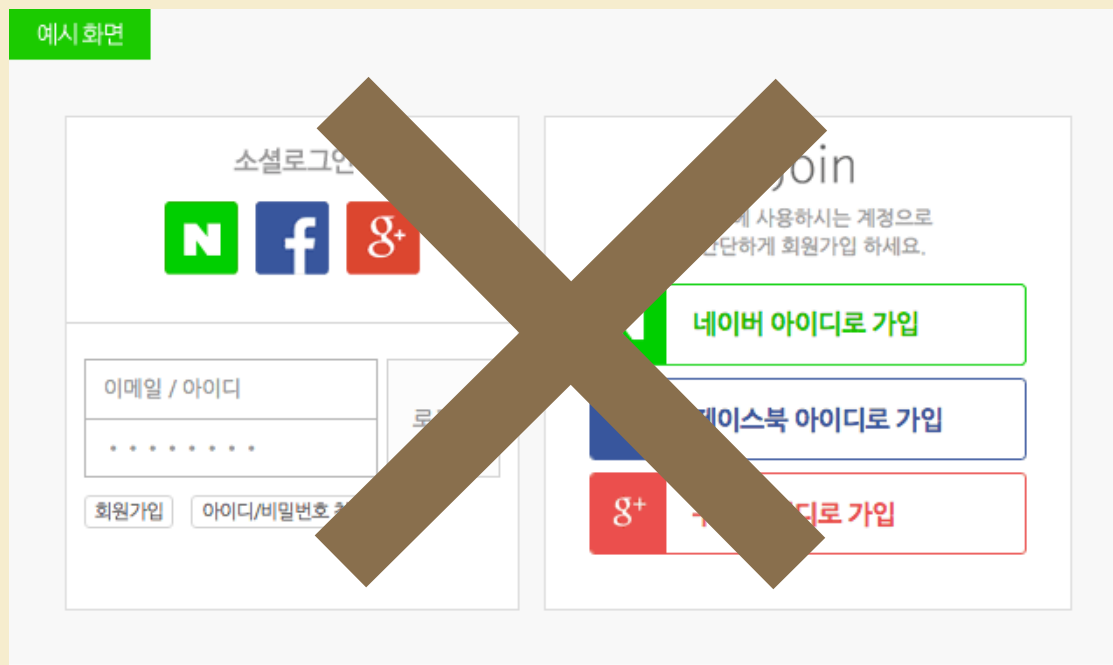 예시 화면
소셜로그인
N f g+
이메일 / 아이디
회원가입
아이디/비밀번호
join
사용하시는 계정으로
간단하게 회원가입 하세요.
네이버 아이디로 가입
페이스북 아이디로 가입
g+
아이디로 가입